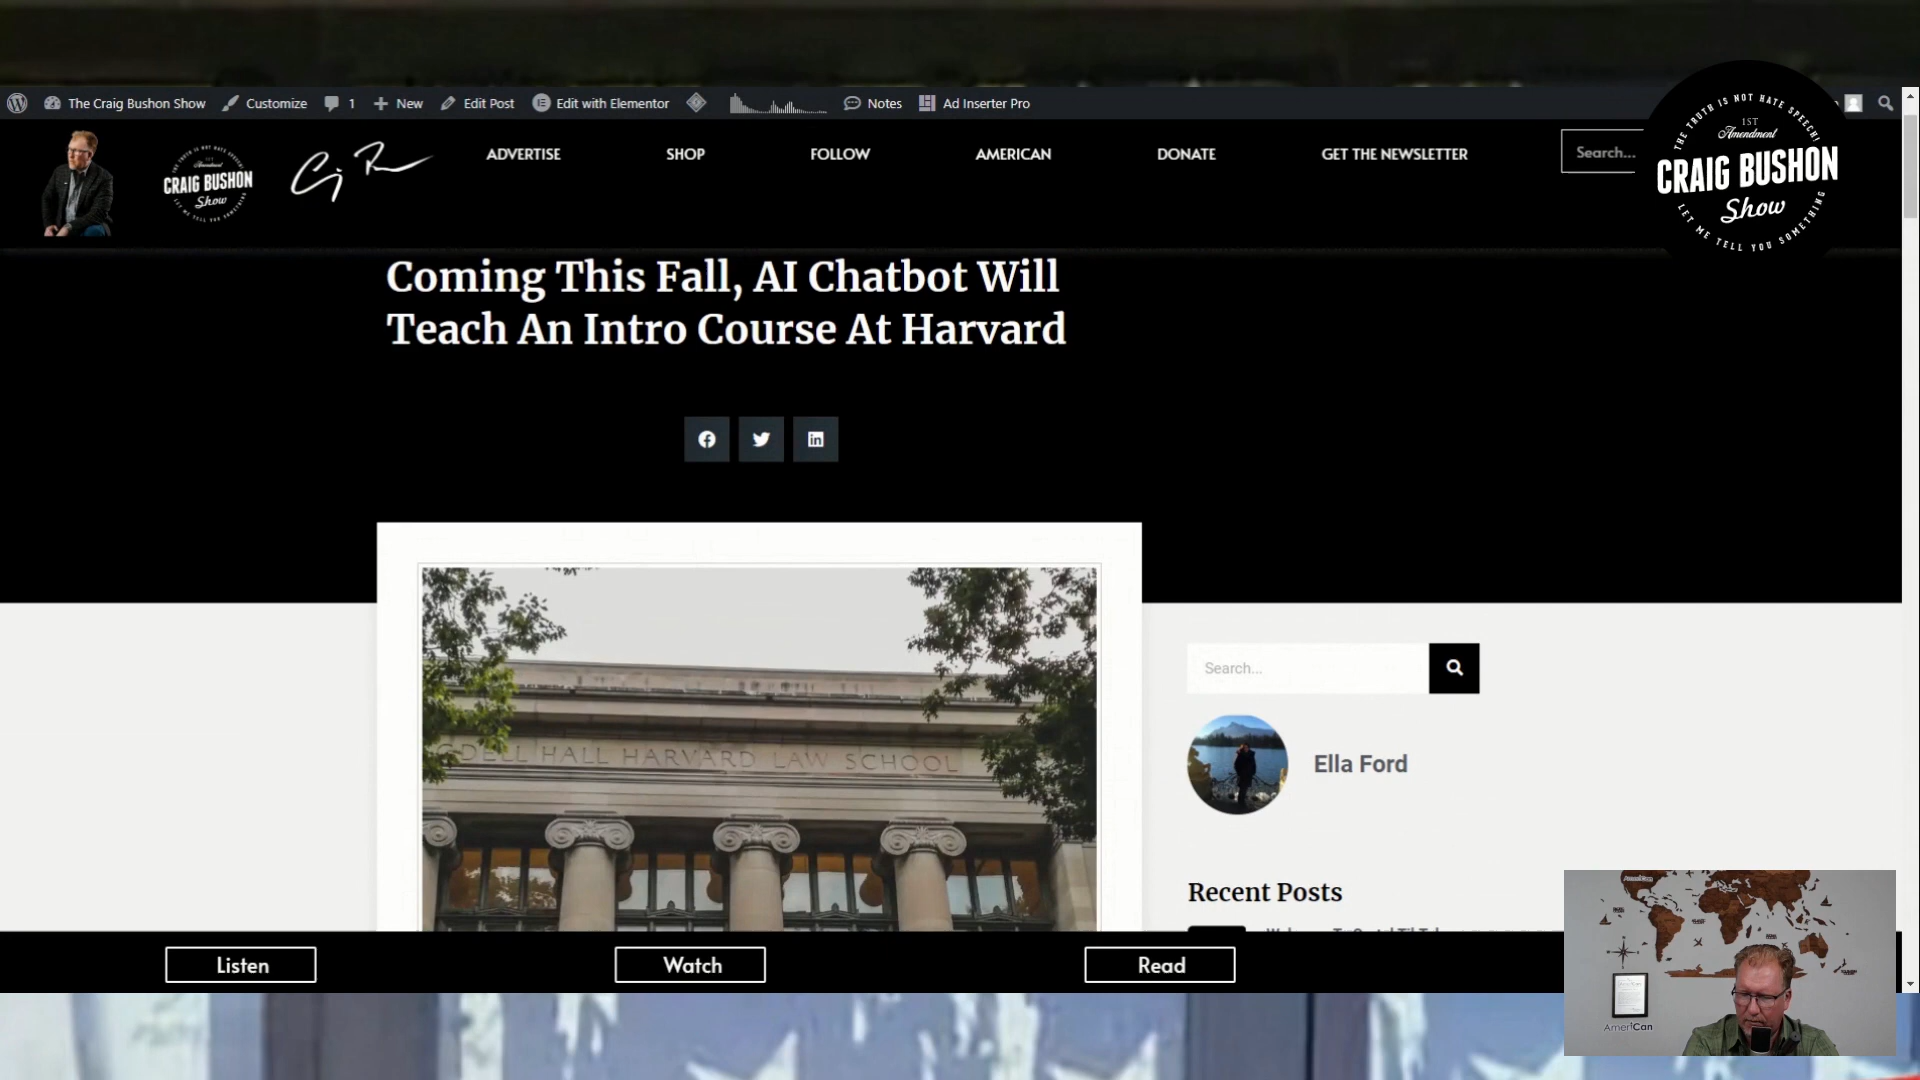 The Craig Bushon Show
Customize
1
New
Edit Post
Edit with Elementor
Notes
Ad Inserter Pro
THE TRUTH IS NOT HATE SPEECH!
1ST
Amendment
CRAIG BUSHON
Show
LET ME TELL YOU SOMETHING
CRAIG BUSHON
Show
ADVERTISE
SHOP
FOLLOW
AMERICAN
DONATE
GET THE NEWSLETTER
Search...
Coming This Fall, AI Chatbot Will
Teach An Intro Course At Harvard
DELL HALL HARVARD LAW SCHOOL
Search...
Ella Ford
Recent Posts
Listen
Watch
Read
AmeriCan